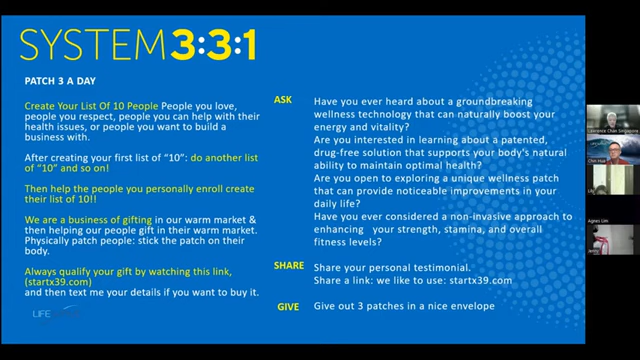 SYSTEM3:3:1
PATCH 3 A DAY
Create Your List Of 10 People People you love,
people you respect, people you can help with their
health issues, or people you want to build a
business with.
After creating your first list of “10”: do another list
of “10” and so on!
Then help the people you personally enroll create
their list of 10!!
We are a business of gifting in our warm market &
then helping our people gift in their warm market.
Physically patch people: stick the patch on their
body.
Always qualify your gift by watching this link,
(startx39.com)
and then text me your details if you want to buy it.
LIFE
ASK
Have you ever heard about a groundbreaking
wellness technology that can naturally boost your
energy and vitality?
Are you interested in learning about a patented,
drug-free solution that supports your body's natural
ability to maintain optimal health?
Are you open to exploring a unique wellness patch
that can provide noticeable improvements in your
daily life?
Have you ever considered a non-invasive approach to
enhancing your strength, stamina, and overall
fitness levels?
SHARE
Share your personal testimonial.
Share a link: we like to use: startx39.com
GIVE
Give out 3 patches in a nice envelope
Agnes Lim